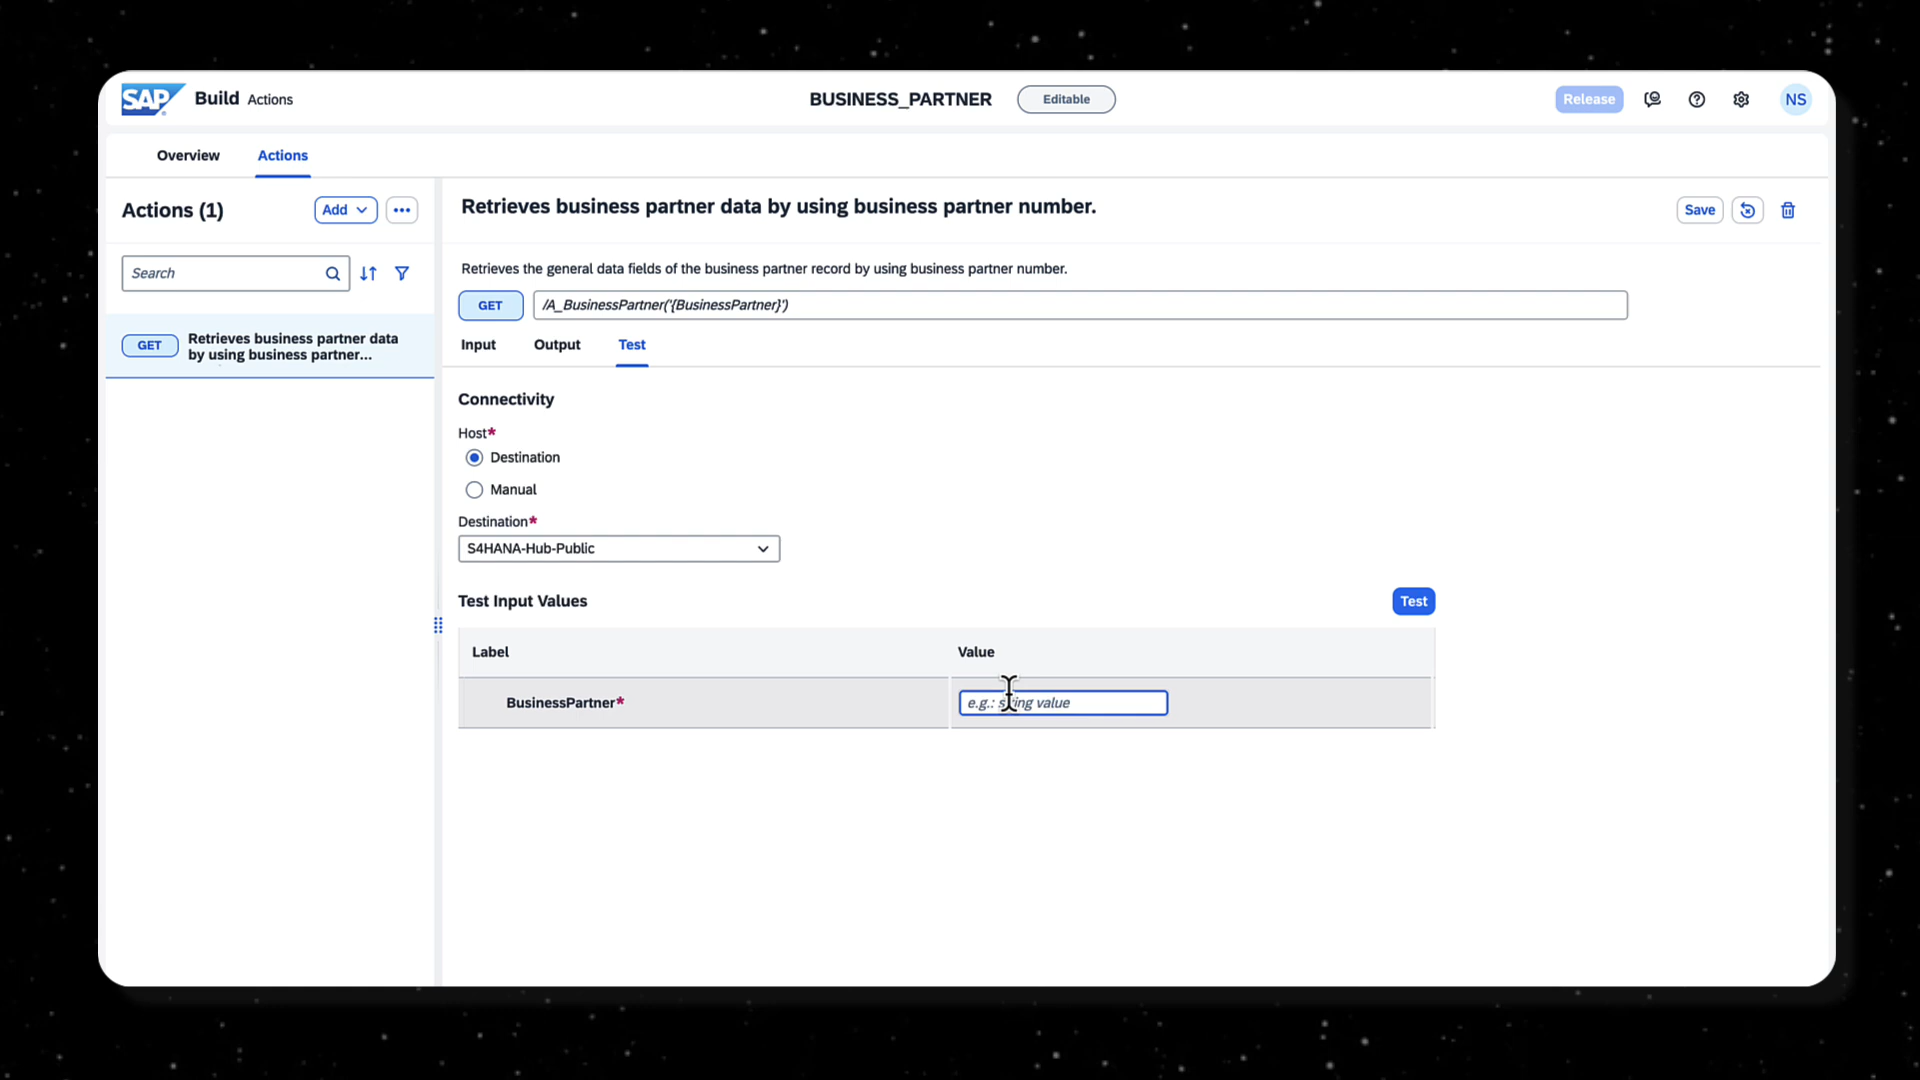 SAP Build Actions
BUSINESS_PARTNER
Editable
Release
NS
Overview
Actions
Actions (1)
Add
Search
GET
Retrieves business partner data
by using business partner...
Retrieves business partner data by using business partner number.
Save
Retrieves the general data fields of the business partner record by using business partner number.
GET
/A_BusinessPartner('{BusinessPartner}')
Input
Output
Test
Connectivity
Host*
Destination
Manual
Destination*
S4HANA-Hub-Public
Test Input Values
Test
Label
Value
BusinessPartner*
e.g.: string value